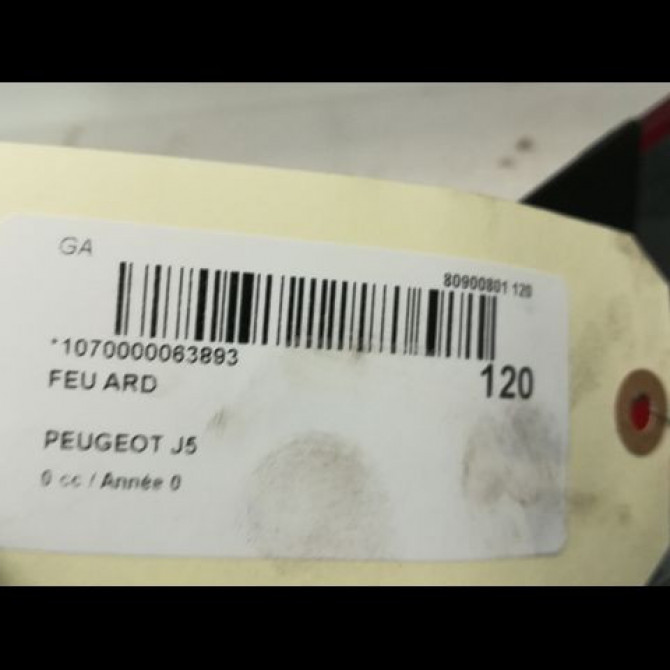 GA
80900801 120
*1070000063893
120
FEU ARD
PEUGEOT J5
0 cc / Année 0